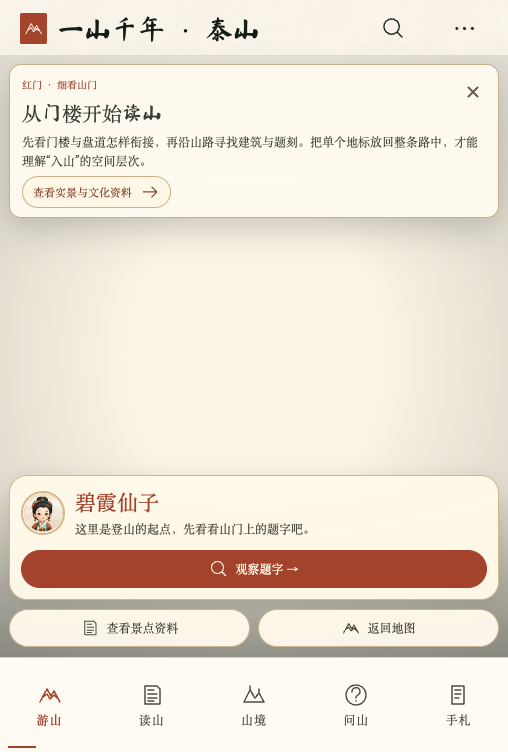 一山千年 · 泰山
红门 · 细看山门
从门楼开始读山
先看门楼与盘道怎样衔接，再沿山路寻找建筑与题刻。把单个地标放回整条路中，才能
理解“入山”的空间层次。
查看实景与文化资料 →
碧霞仙子
这里是登山的起点，先看看山门上的题字吧。
观察题字 →
查看景点资料
返回地图
游山
读山
山境
问山
手札